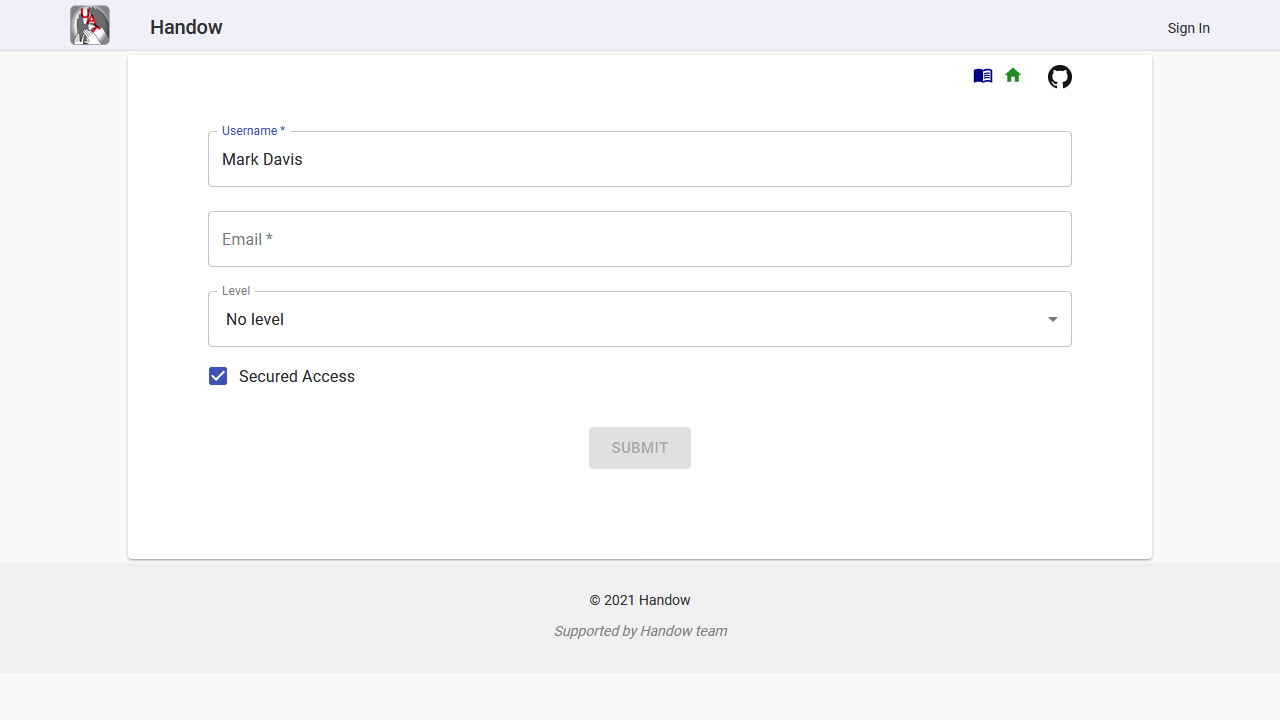 Handow
Sign In
Username *
Mark Davis
Email *
Level
No level
Secured Access
SUBMIT
© 2021 Handow
Supported by Handow team